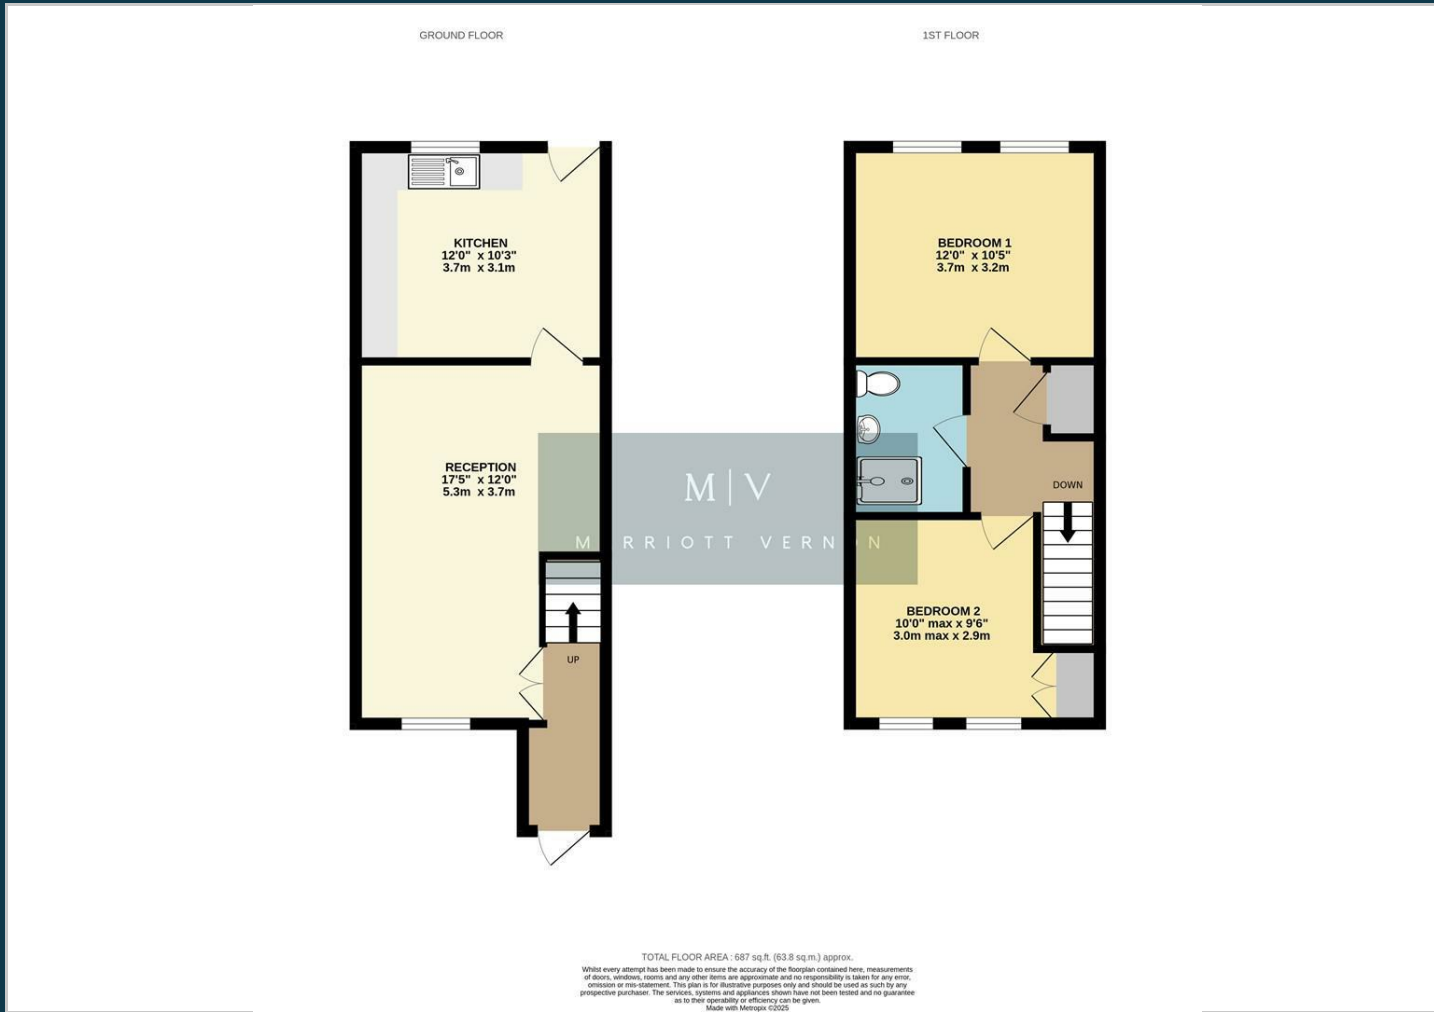 GROUND FLOOR
1ST FLOOR
KITCHEN
12'0" x 10'3"
3.7m x 3.1m
BEDROOM 1
12'0" x 10'5"
3.7m x 3.2m
RECEPTION
17'5" x 12'0"
5.3m x 3.7m
M|V
MARRIOTT VERNON
DOWN
BEDROOM 2
10'0" max x 9'6"
3.0m max x 2.9m
UP
TOTAL FLOOR AREA : 687 sq.ft. (63.8 sq.m.) approx.
Whilst every attempt has been made to ensure the accuracy of the floorplan contained here, measurements
of doors, windows, rooms and any other items are approximate and no responsibility is taken for any error,
omission or mis-statement. This plan is for illustrative purposes only and should be used as such by any
prospective purchaser. The services, systems and appliances shown have not been tested and no guarantee
as to their operability or efficiency can be given.
Made with Metropix ©2025